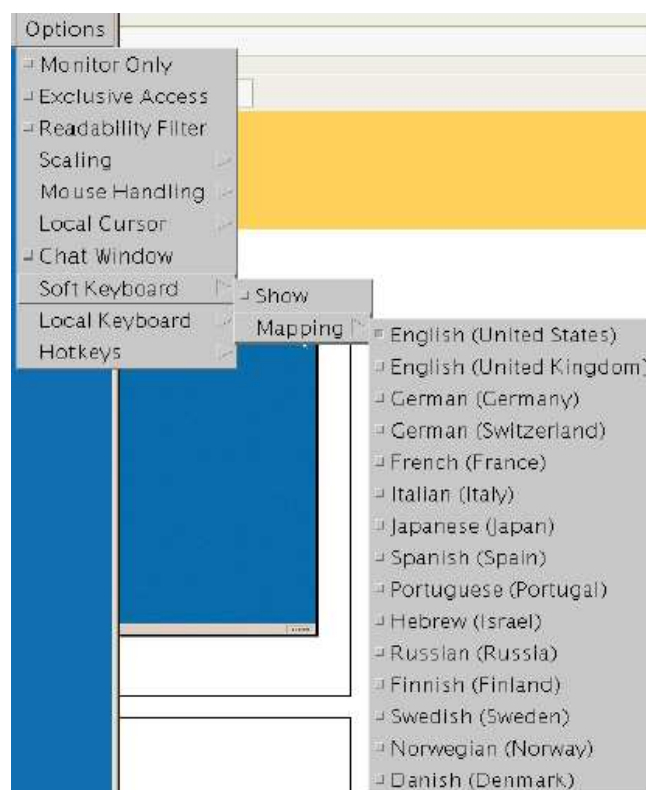 Options
Monitor Only
Exclusive Access
Readability Filter
Scaling
Mouse Handling
Local Cursor
Chat Window
Soft Keyboard
Local Keyboard
Hotkeys
Show
Mapping
English (United States)
English (United Kingdom)
German (Germany)
German (Switzerland)
French (France)
Italian (Italy)
Japanese (Japan)
Spanish (Spain)
Portuguese (Portugal)
Hebrew (Israel)
Russian (Russia)
Finnish (Finland)
Swedish (Sweden)
Norwegian (Norway)
Danish (Denmark)